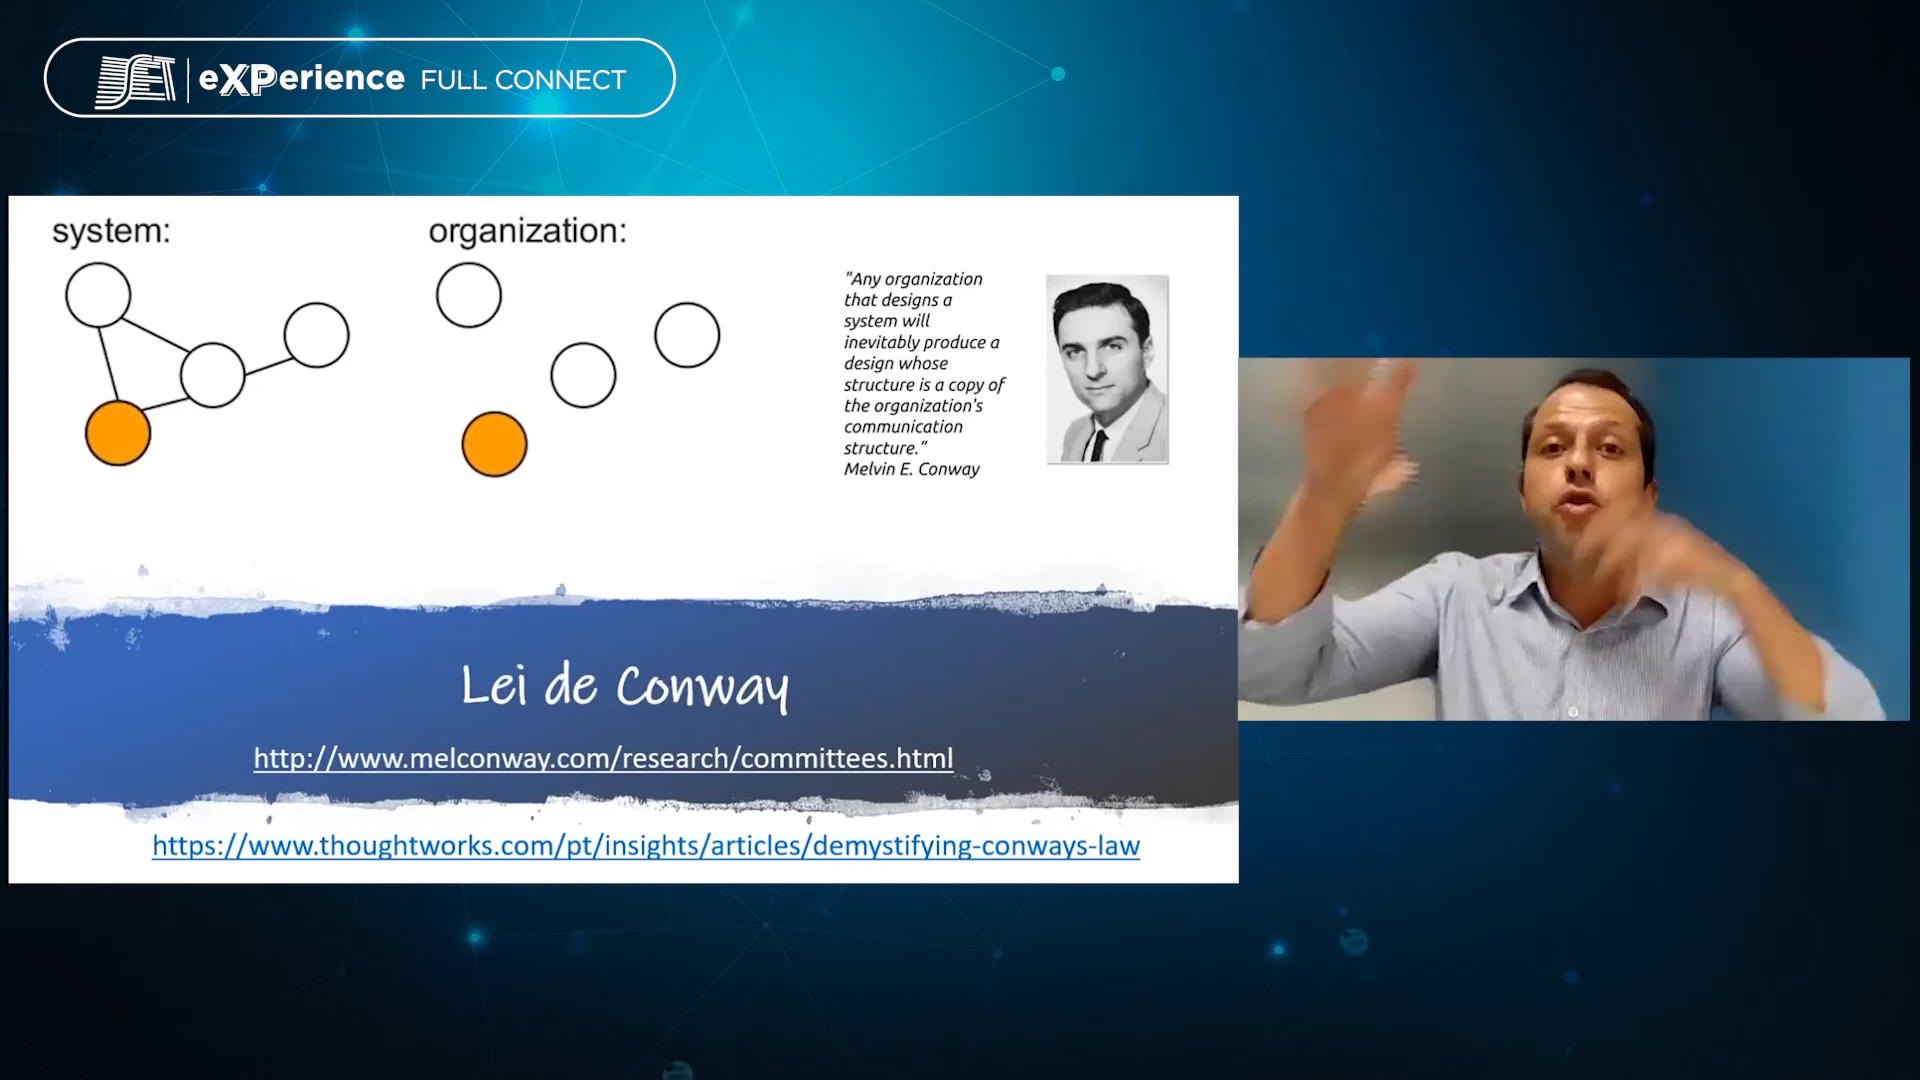 SET eXPerience FULL CONNECT
system:
organization:
"Any organization
that designs a
system will
inevitably produce a
design whose
structure is a copy of
the organization's
communication
structure."
Melvin E. Conway
Lei de Conway
http://www.melconway.com/research/committees.html
https://www.thoughtworks.com/pt/insights/articles/demystifying-conways-law